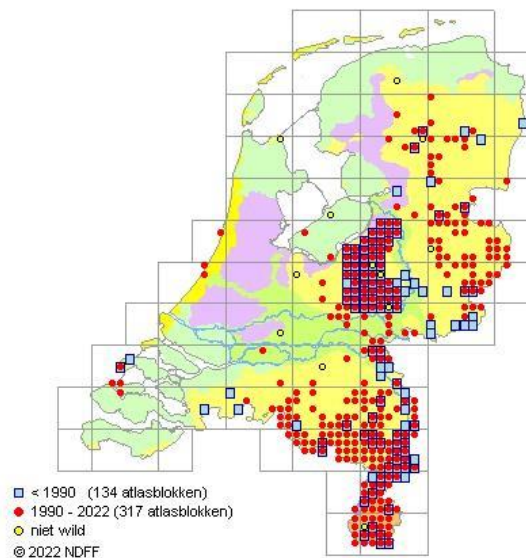 < 1990 (134 atlasblokken)
1990 - 2022 (317 atlasblokken)
niet wild
© 2022 NDFF